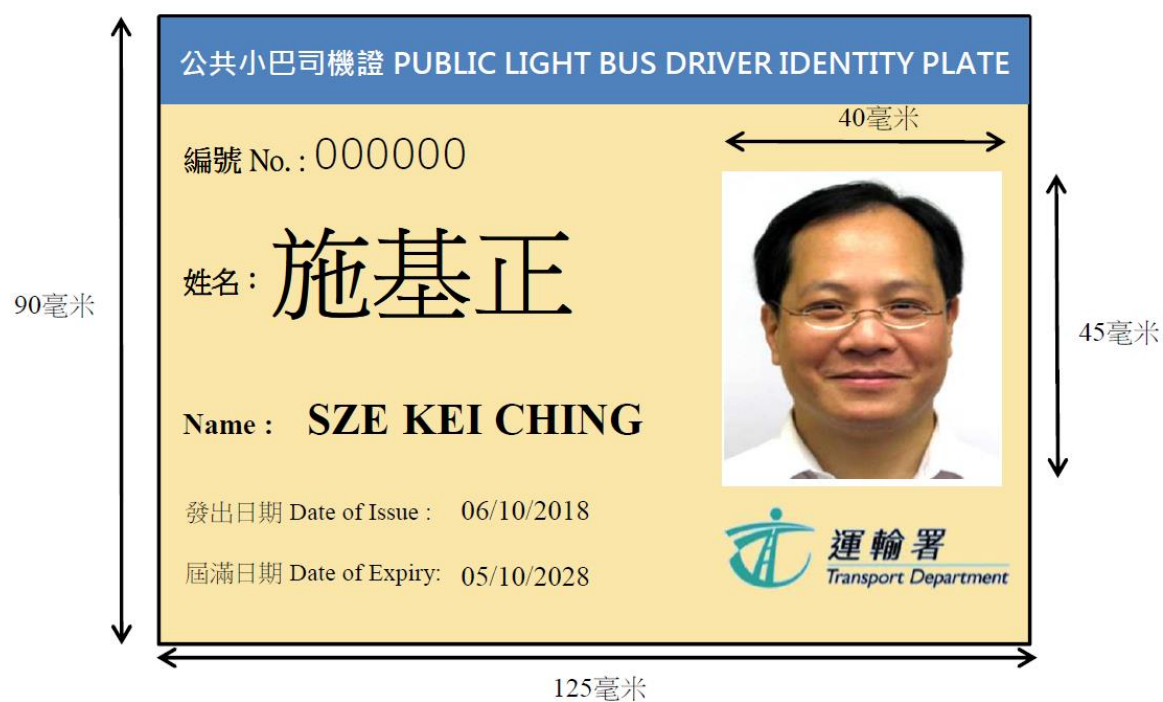 公共小巴司機證 PUBLIC LIGHT BUS DRIVER IDENTITY PLATE
40毫米
編號 No. : 000000
姓名：施基正
90毫米
45毫米
Name : SZE KEI CHING
發出日期 Date of Issue : 06/10/2018
屆滿日期 Date of Expiry: 05/10/2028
運輸署
Transport Department
125毫米